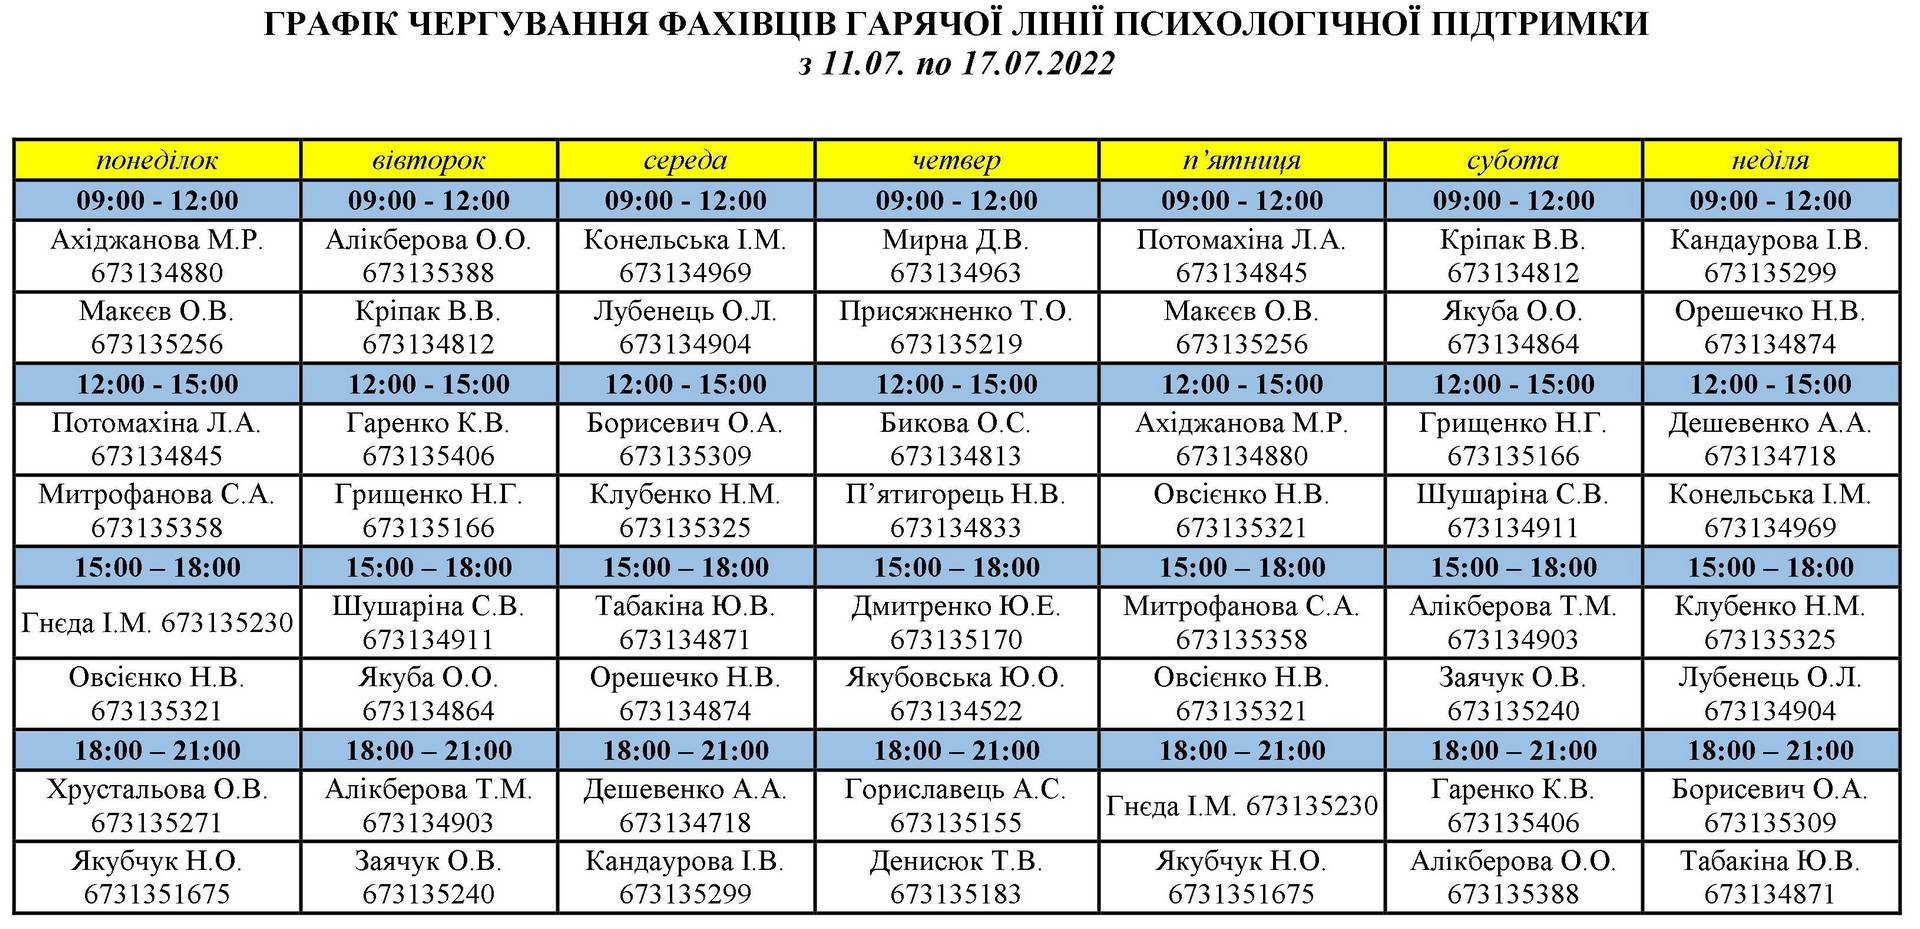 ГРАФІК ЧЕРГУВАННЯ ФАХІВЦІВ ГАРЯЧОЇ ЛІНІЇ ПСИХОЛОГІЧНОЇ ПІДТРИМКИ
з 11.07. по 17.07.2022
понеділок вівторок середа четвер п’ятниця субота неділя
09:00 - 12:00 09:00 - 12:00 09:00 - 12:00 09:00 - 12:00 09:00 - 12:00 09:00 - 12:00 09:00 - 12:00
Ахіджанова М.Р. Алікберова О.О. Конельська І.М. Мирна Д.В. Потомахіна Л.А. Кріпак В.В. Кандаурова І.В.
673134880 673135388 673134969 673134963 673134845 673134812 673135299
Макєєв О.В. Кріпак В.В. Лубенець О.Л. Присяжненко Т.О. Макєєв О.В. Якуба О.О. Орешечко Н.В.
673135256 673134812 673134904 673135219 673135256 673134864 673134874
12:00 - 15:00 12:00 - 15:00 12:00 - 15:00 12:00 - 15:00 12:00 - 15:00 12:00 - 15:00 12:00 - 15:00
Потомахіна Л.А. Гаренко К.В. Борисевич О.А. Бикова О.С. Ахіджанова М.Р. Грищенко Н.Г. Дешевенко А.А.
673134845 673135406 673135309 673134813 673134880 673135166 673134718
Митрофанова С.А. Грищенко Н.Г. Клубенко Н.М. П’ятигорець Н.В. Овсієнко Н.В. Шушаріна С.В. Конельська І.М.
673135358 673135166 673135325 673134833 673135321 673134911 673134969
15:00 – 18:00 15:00 – 18:00 15:00 – 18:00 15:00 – 18:00 15:00 – 18:00 15:00 – 18:00 15:00 – 18:00
Гнєда І.М. 673135230 Шушаріна С.В. Табакіна Ю.В. Дмитренко Ю.Е. Митрофанова С.А. Алікберова Т.М. Клубенко Н.М.
673134911 673134871 673135170 673135358 673134903 673135325
Овсієнко Н.В. Якуба О.О. Орешечко Н.В. Якубовська Ю.О. Овсієнко Н.В. Заячук О.В. Лубенець О.Л.
673135321 673134864 673134874 673134522 673135321 673135240 673134904
18:00 – 21:00 18:00 – 21:00 18:00 – 21:00 18:00 – 21:00 18:00 – 21:00 18:00 – 21:00 18:00 – 21:00
Хрустальова О.В. Алікберова Т.М. Дешевенко А.А. Гориславець А.С. Гнєда І.М. 673135230 Гаренко К.В. Борисевич О.А.
673135271 673134903 673134718 673135155 673135406 673135309
Якубчук Н.О. Заячук О.В. Кандаурова І.В. Денисюк Т.В. Якубчук Н.О. Алікберова О.О. Табакіна Ю.В.
6731351675 673135240 673135299 673135183 6731351675 673135388 673134871